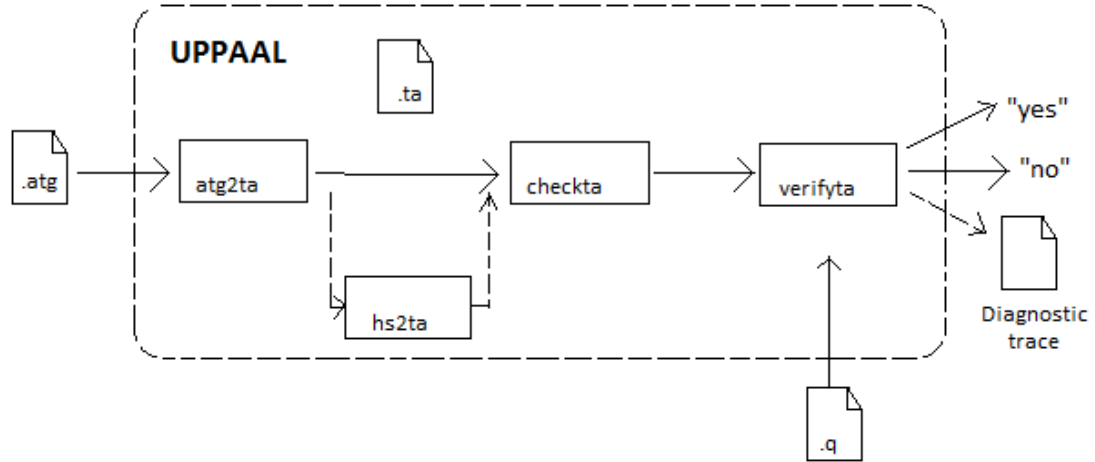 UPPAAL
.ta
"yes"
.atg
atg2ta
checkta
verifyta
"no"
hs2ta
Diagnostic
trace
.q